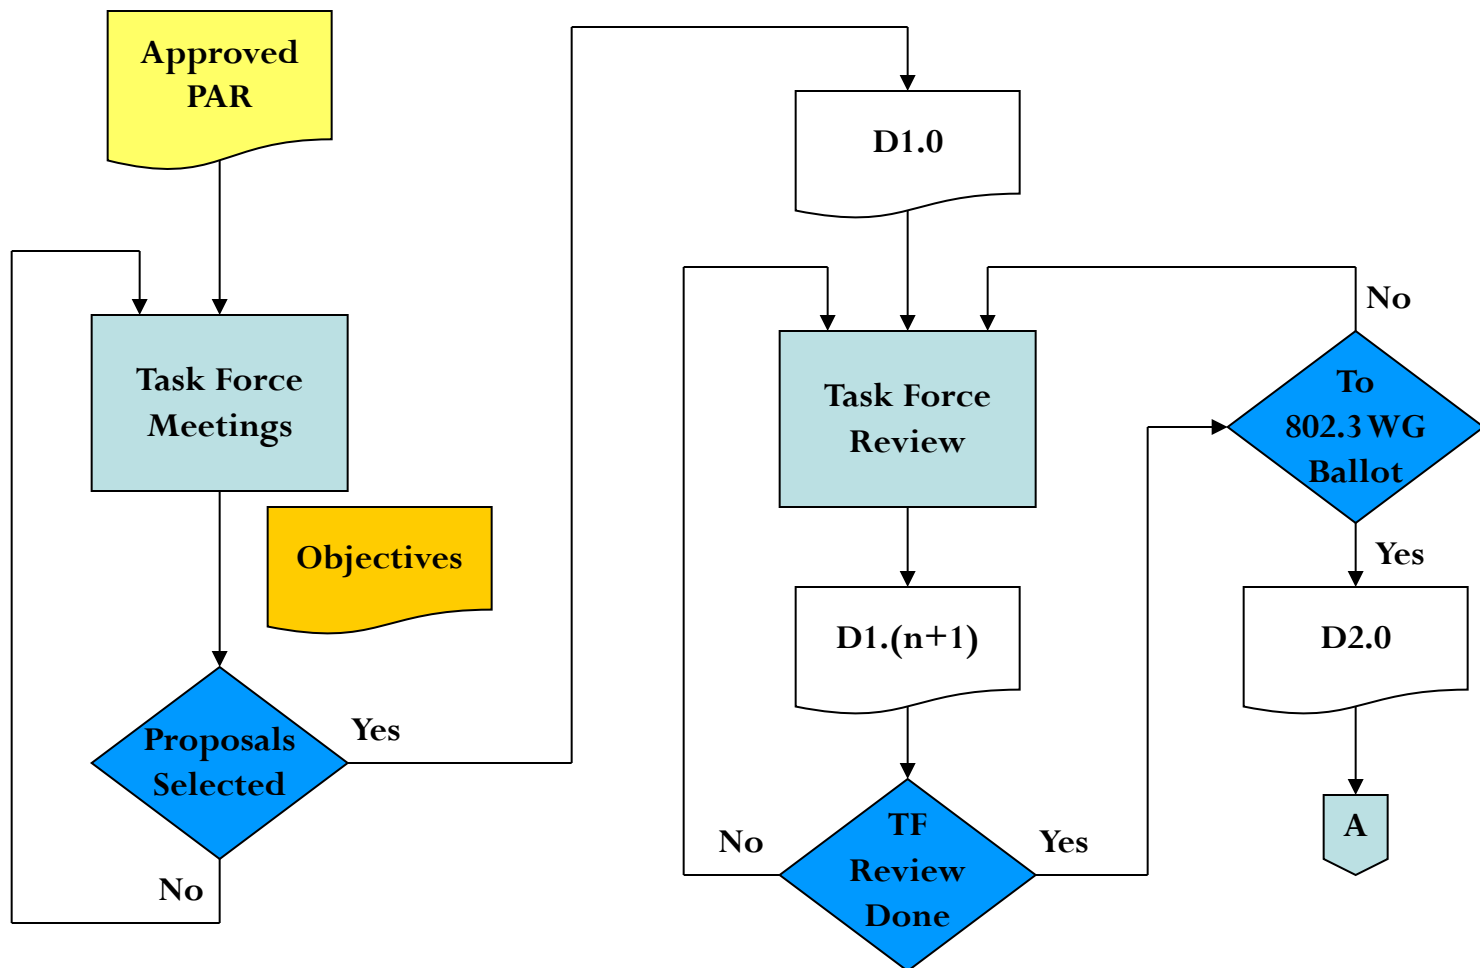 Approved
PAR
Task Force
Meetings
Objectives
Proposals
Selected
Yes
No
D1.0
Task Force
Review
D1.(n+1)
TF
Review
Done
No
Yes
To
802.3 WG
Ballot
No
Yes
D2.0
A